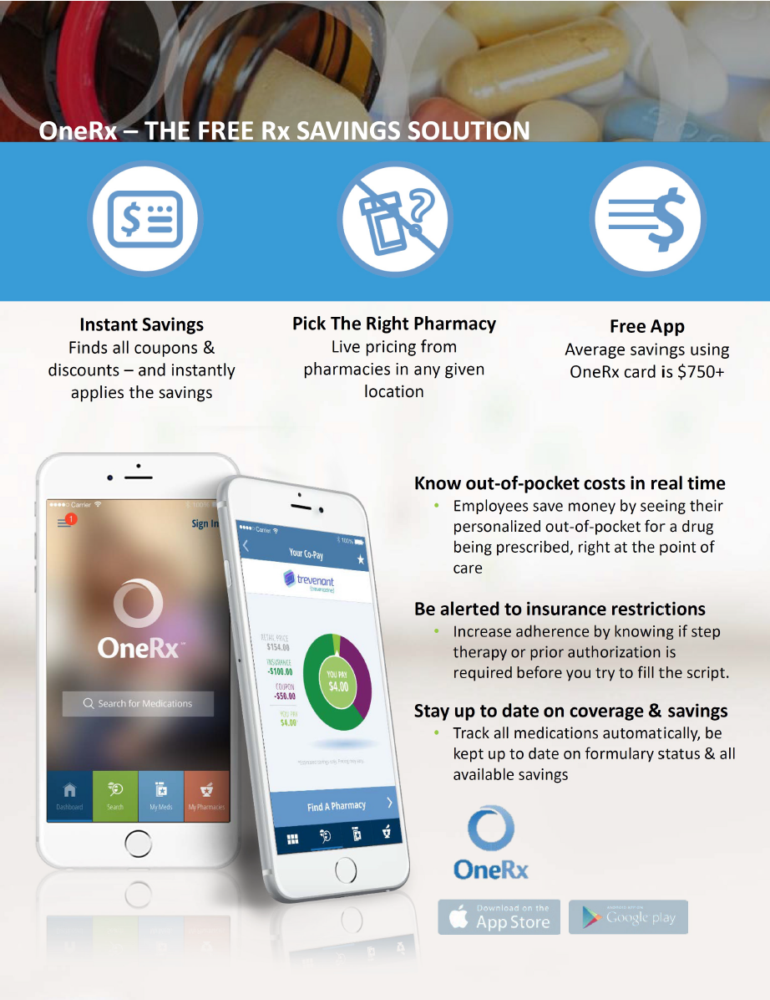 OneRx – THE FREE Rx SAVINGS SOLUTION
Instant Savings
Finds all coupons &
discounts – and instantly
applies the savings
Pick The Right Pharmacy
Live pricing from
pharmacies in any given
location
Free App
Average savings using
OneRx card is $750+
Carrier
100%
1
Sign In
OneRx™
Search for Medications
Dashboard
Search
My Meds
My Pharmacies
Carrier
100%
Your Co-Pay
trevenant
(trevenazine)
RETAIL PRICE
$154.00
INSURANCE
-$100.00
COUPON
-$50.00
YOU PAY
$4.00*
YOU PAY
$4.00
Find A Pharmacy
Know out-of-pocket costs in real time
• Employees save money by seeing their
personalized out-of-pocket for a drug
being prescribed, right at the point of
care
Be alerted to insurance restrictions
• Increase adherence by knowing if step
therapy or prior authorization is
required before you try to fill the script.
Stay up to date on coverage & savings
• Track all medications automatically, be
kept up to date on formulary status & all
available savings
OneRx
Download on the
App Store
Google play